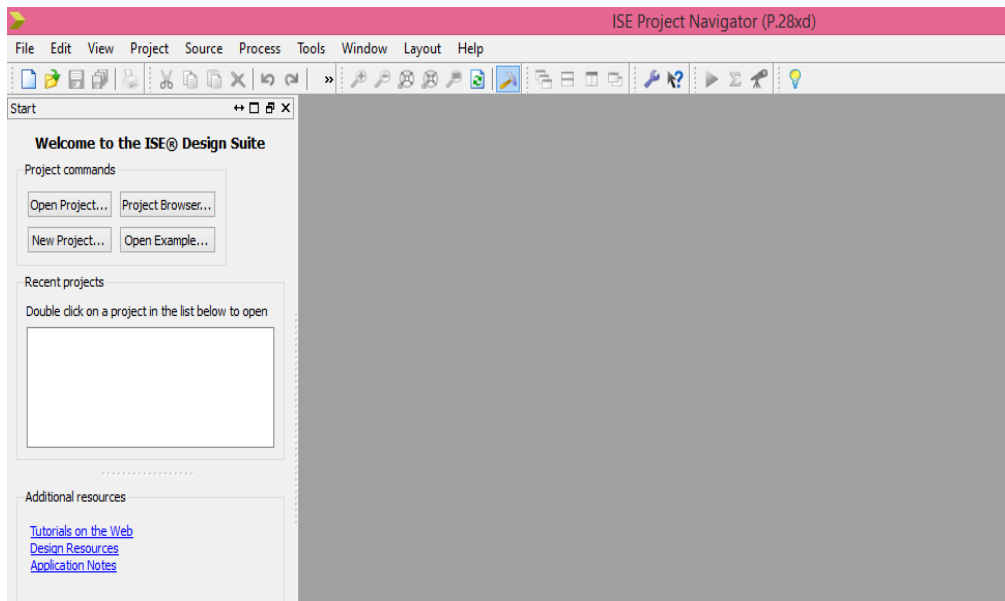 ISE Project Navigator (P.28xd)
File Edit View Project Source Process Tools Window Layout Help
»
Start
Welcome to the ISE® Design Suite
Project commands
Open Project... Project Browser...
New Project... Open Example...
Recent projects
Double click on a project in the list below to open
Additional resources
Tutorials on the Web
Design Resources
Application Notes